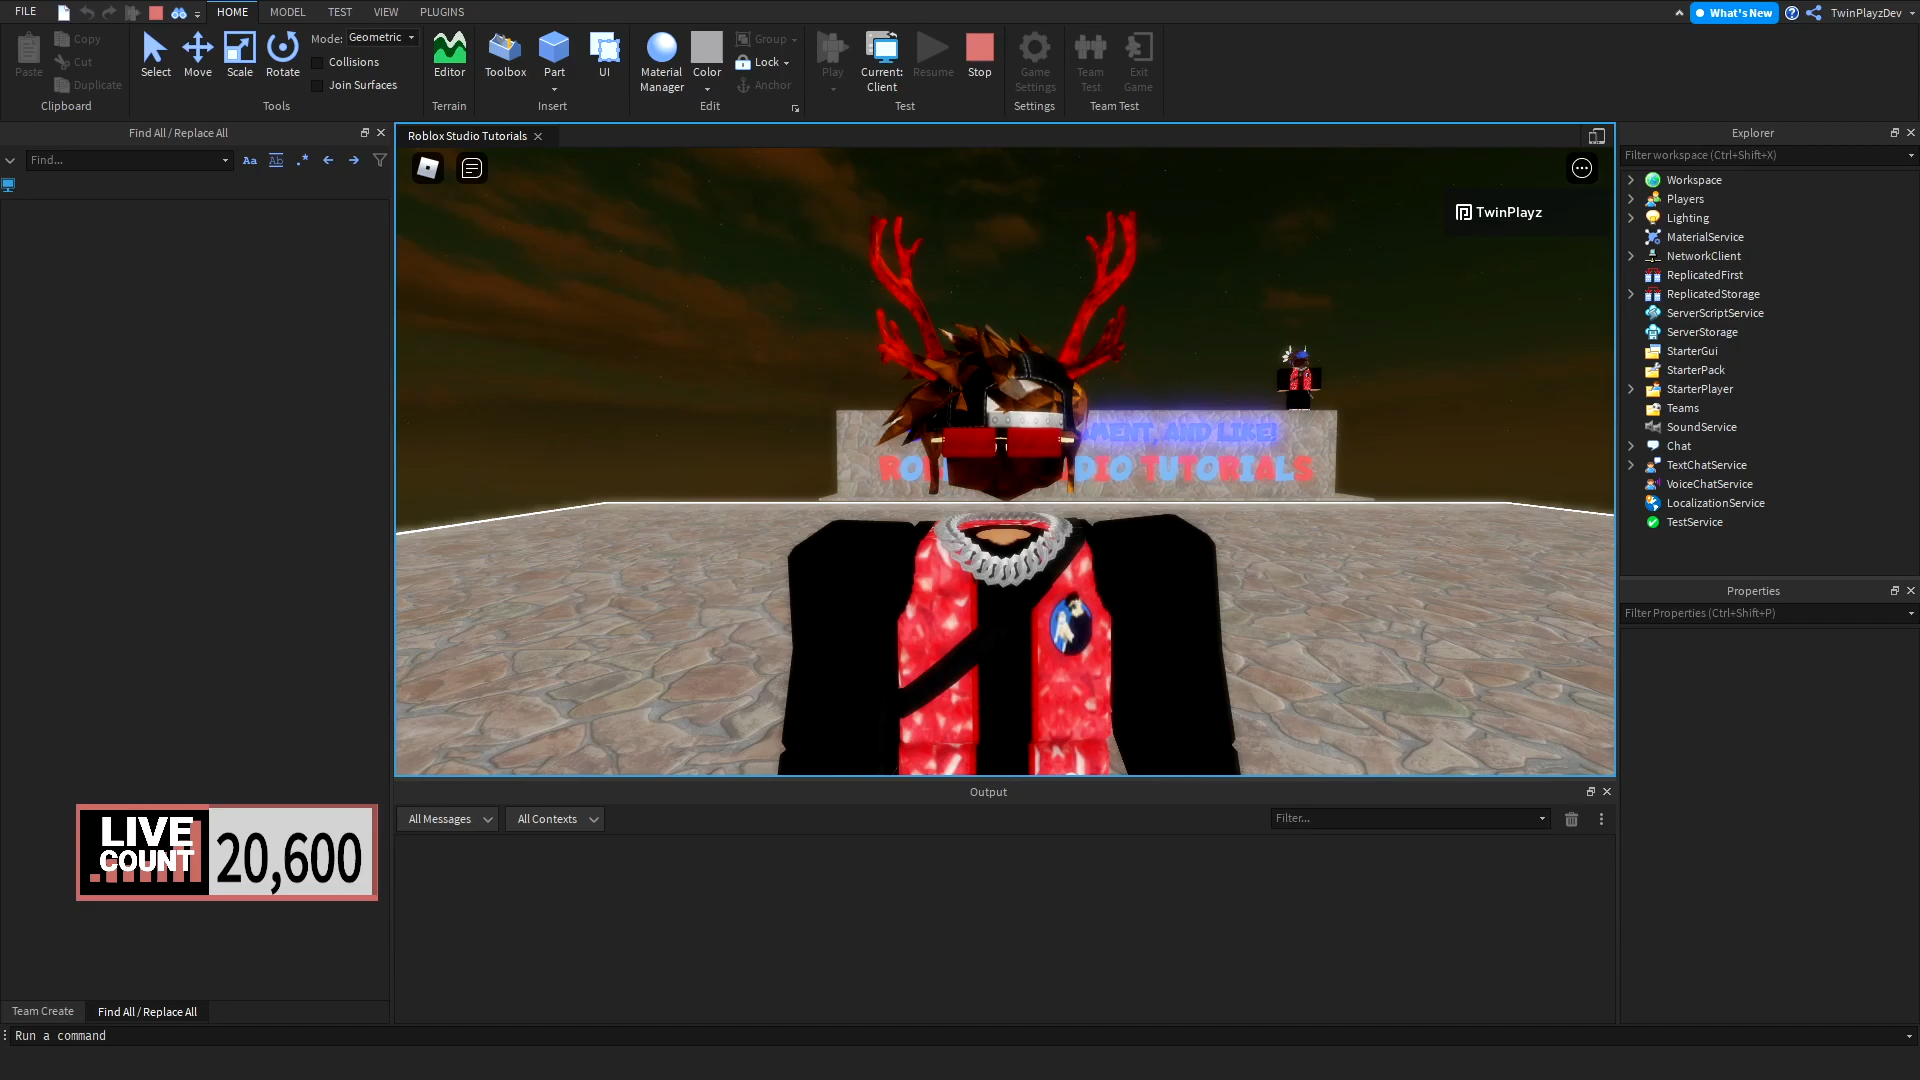 FILE
HOME
MODEL
TEST
VIEW
PLUGINS
What's New
TwinPlayzDev
Paste
Copy
Cut
Duplicate
Clipboard
Select
Move
Scale
Rotate
Mode:
Geometric
Collisions
Join Surfaces
Tools
Editor
Terrain
Toolbox
Part
UI
Insert
Material
Manager
Color
Group
Lock
Anchor
Edit
Play
Current:
Client
Resume
Stop
Test
Game
Settings
Settings
Team
Test
Exit
Game
Team Test
Find All / Replace All
Find...
Aa
Ab
.*
Roblox Studio Tutorials
TwinPlayz
AND LIKE!
TUTORIALS
Explorer
Filter workspace (Ctrl+Shift+X)
Workspace
Players
Lighting
MaterialService
NetworkClient
ReplicatedFirst
ReplicatedStorage
ServerScriptService
ServerStorage
StarterGui
StarterPack
StarterPlayer
Teams
SoundService
Chat
TextChatService
VoiceChatService
LocalizationService
TestService
Properties
Filter Properties (Ctrl+Shift+P)
Output
All Messages
All Contexts
Filter...
LIVE
COUNT
20,600
Team Create
Find All / Replace All
Run a command